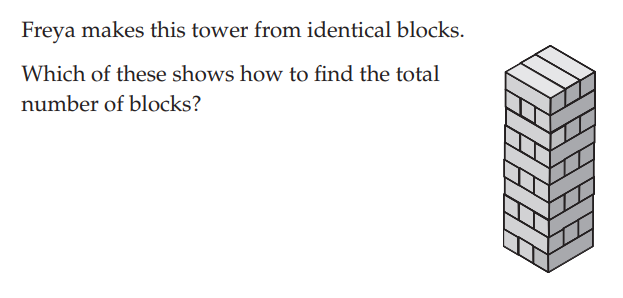 Freya makes this tower from identical blocks.
Which of these shows how to find the total
number of blocks?